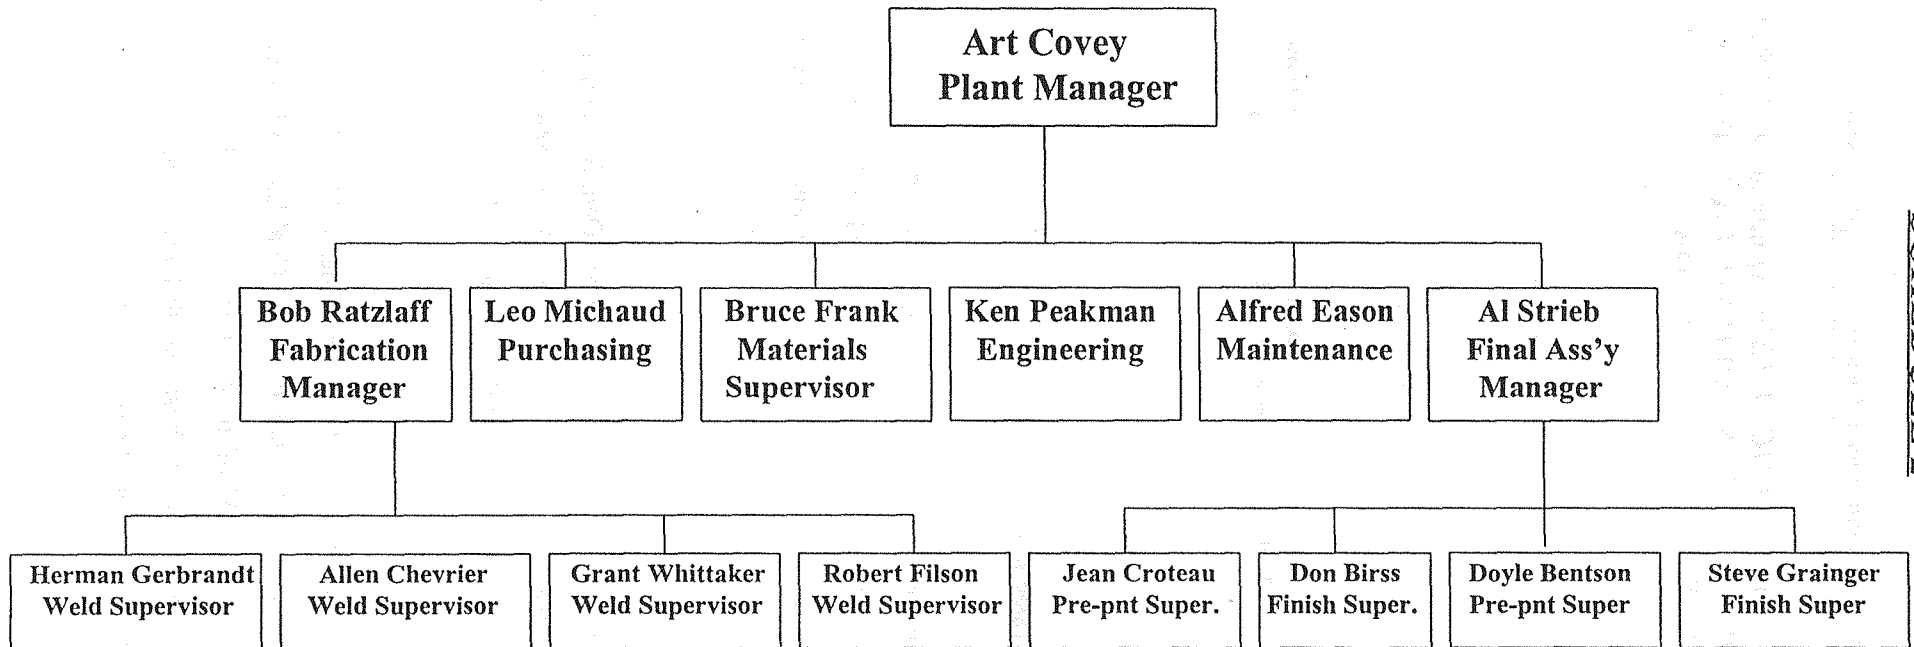 Art Covey
Plant Manager
Bob Ratzlaff
Fabrication
Manager
Leo Michaud
Purchasing
Bruce Frank
Materials
Supervisor
Ken Peakman
Engineering
Alfred Eason
Maintenance
Al Strieb
Final Ass'y
Manager
Herman Gerbrandt
Weld Supervisor
Allen Chevrier
Weld Supervisor
Grant Whittaker
Weld Supervisor
Robert Filson
Weld Supervisor
Jean Croteau
Pre-pnt Super.
Don Birss
Finish Super.
Doyle Bentson
Pre-pnt Super
Steve Grainger
Finish Super